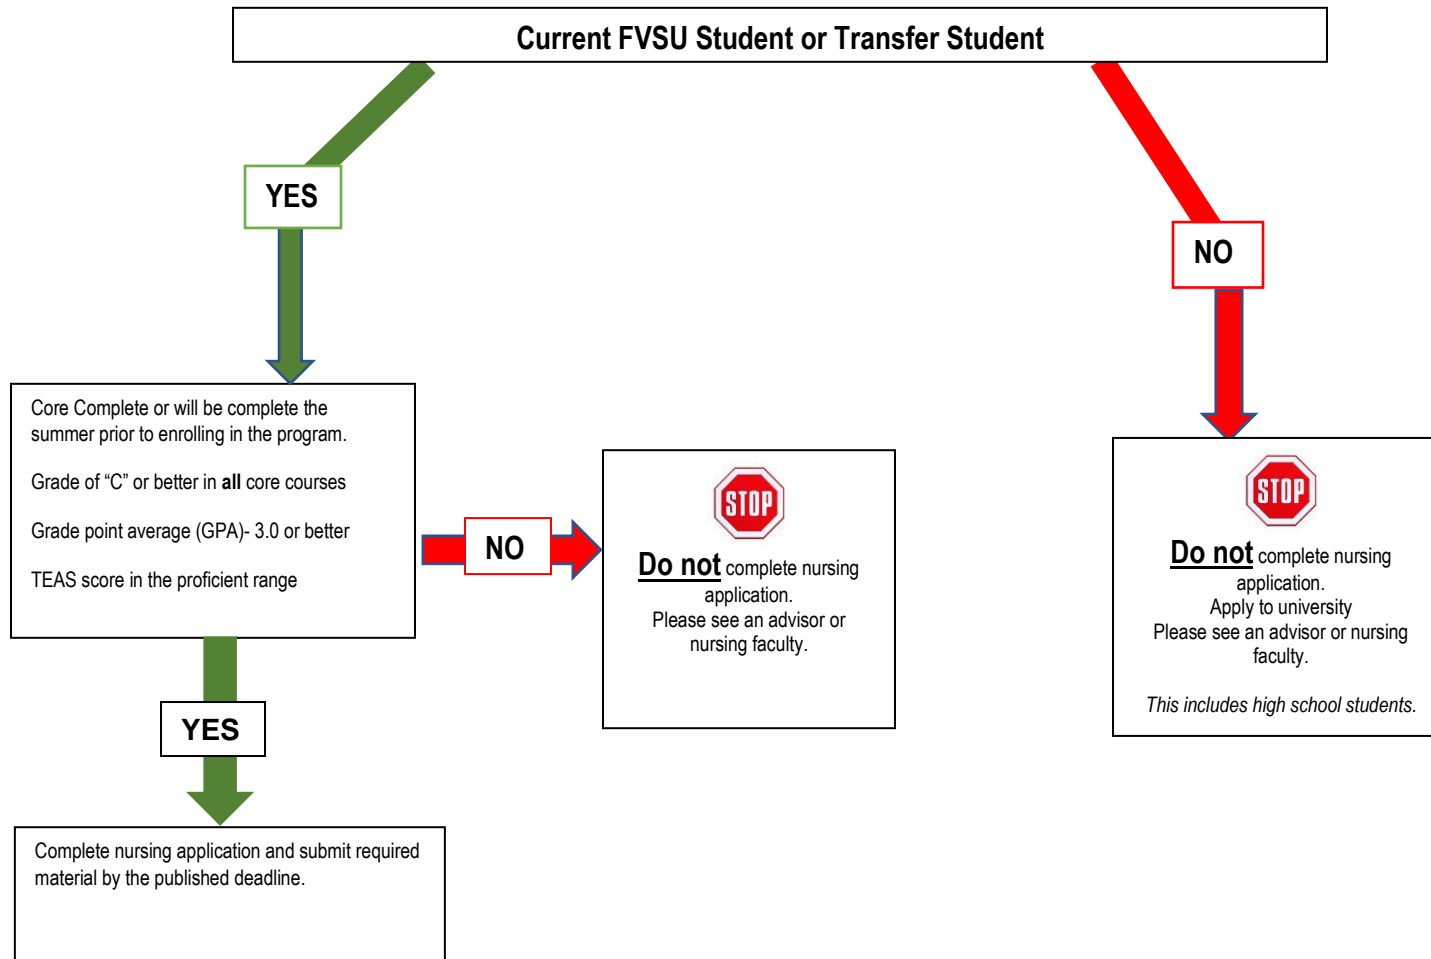 Current FVSU Student or Transfer Student
YES
NO
Core Complete or will be complete the
summer prior to enrolling in the program.
Grade of “C” or better in all core courses
Grade point average (GPA)- 3.0 or better
TEAS score in the proficient range
NO
STOP
Do not complete nursing
application.
Please see an advisor or
nursing faculty.
STOP
Do not complete nursing
application.
Apply to university
Please see an advisor or nursing
faculty.
This includes high school students.
YES
Complete nursing application and submit required
material by the published deadline.